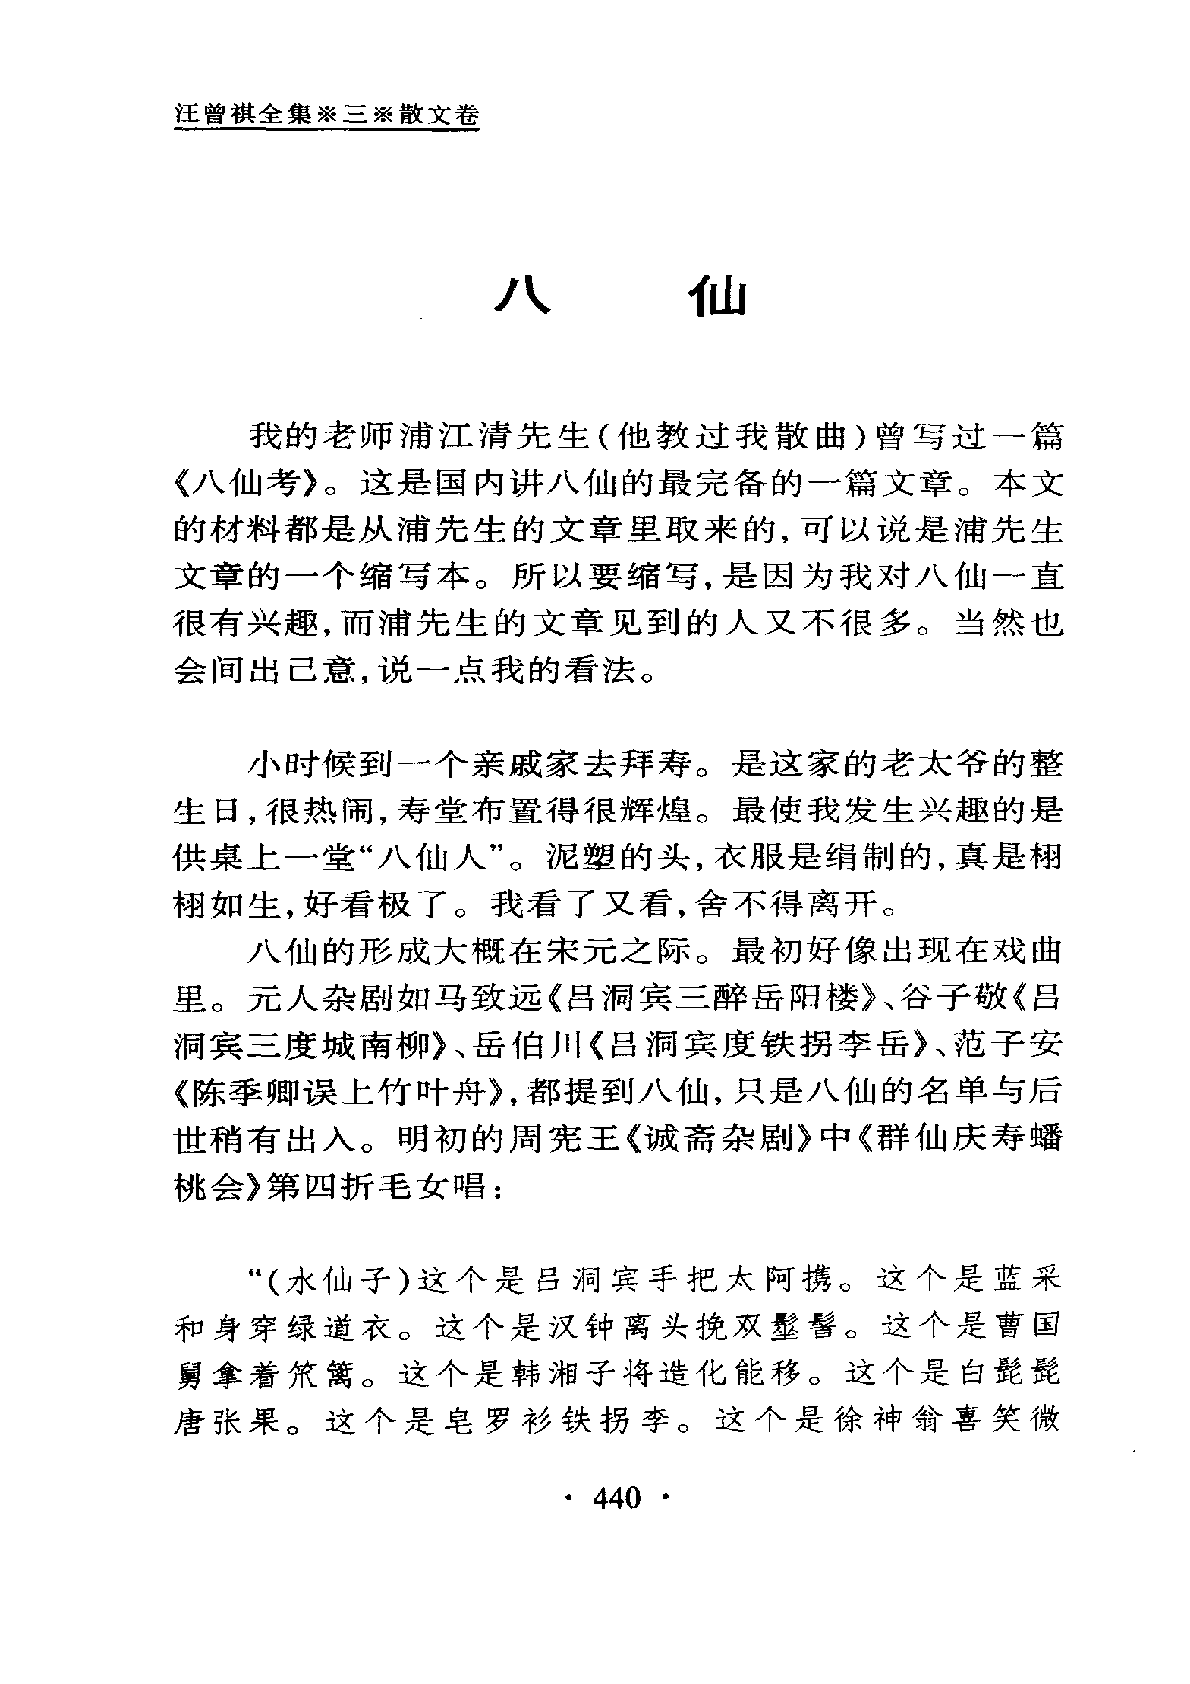 汪曾祺全集※三※散文卷
八 仙
我的老师浦江清先生(他教过我散曲)曾写过一篇
《八仙考》。这是国内讲八仙的最完备的一篇文章。本文
的材料都是从浦先生的文章里取来的,可以说是浦先生
文章的一个缩写本。所以要缩写,是因为我对八仙一直
很有兴趣,而浦先生的文章见到的人又不很多。当然也
会间出己意,说一点我的看法。
小时候到一个亲戚家去拜寿。是这家的老太爷的整
生日,很热闹,寿堂布置得很辉煌。最使我发生兴趣的是
供桌上一堂“八仙人”。泥塑的头,衣服是绢制的,真是栩
栩如生,好看极了。我看了又看,舍不得离开。
八仙的形成大概在宋元之际。最初好像出现在戏曲
里。元人杂剧如马致远《吕洞宾三醉岳阳楼》、谷子敬《吕
洞宾三度城南柳》、岳伯川《吕洞宾度铁拐李岳》、范子安
《陈季卿误上竹叶舟》,都提到八仙,只是八仙的名单与后
世稍有出入。明初的周宪王《诚斋杂剧》中《群仙庆寿蟠
桃会》第四折毛女唱:
“(水仙子)这个是吕洞宾手把太阿携。这个是蓝采
和身穿绿道衣。这个是汉钟离头挽双髽髻。这个是曹国
舅拿着笊篱。这个是韩湘子将造化能移。这个是白髭髭
唐张果。这个是皂罗衫铁拐李。这个是徐神翁喜笑微
· 440 ·